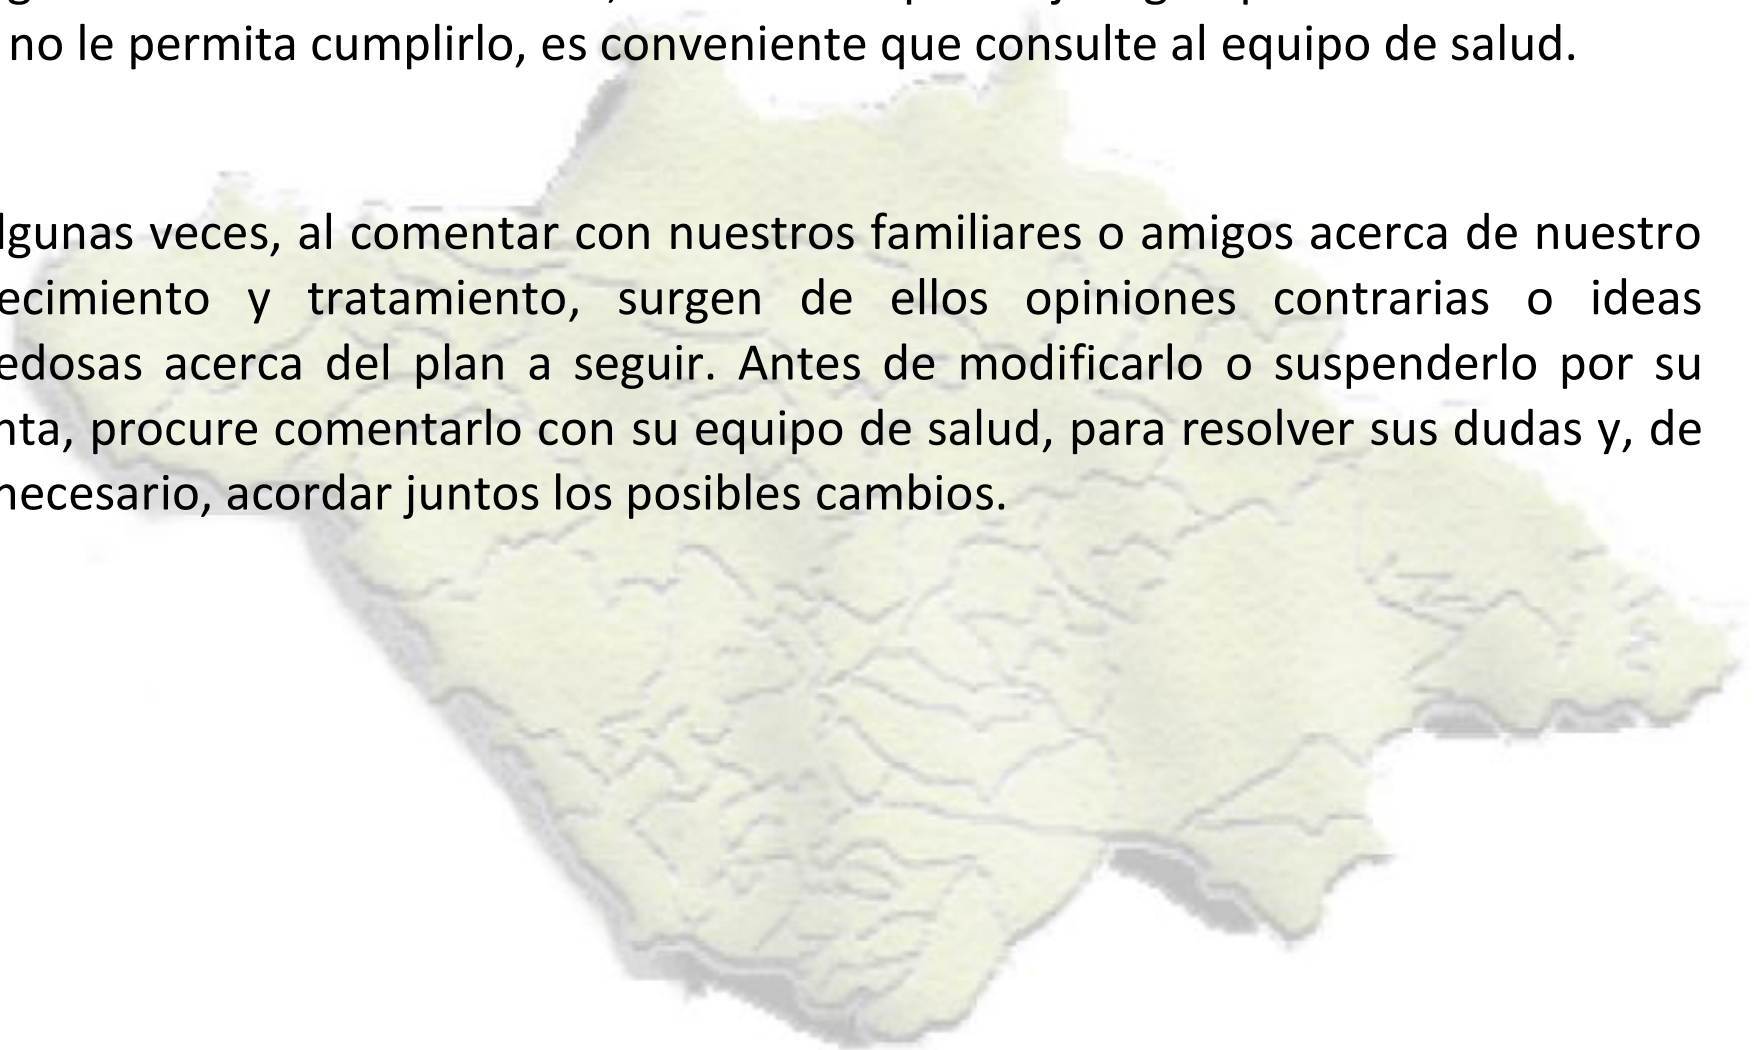 no le permita cumplirlo, es conveniente que consulte al equipo de salud.
lgunas veces, al comentar con nuestros familiares o amigos acerca de nuestro
ecimiento y tratamiento, surgen de ellos opiniones contrarias o ideas
edosas acerca del plan a seguir. Antes de modificarlo o suspenderlo por su
nta, procure comentarlo con su equipo de salud, para resolver sus dudas y, de
necesario, acordar juntos los posibles cambios.